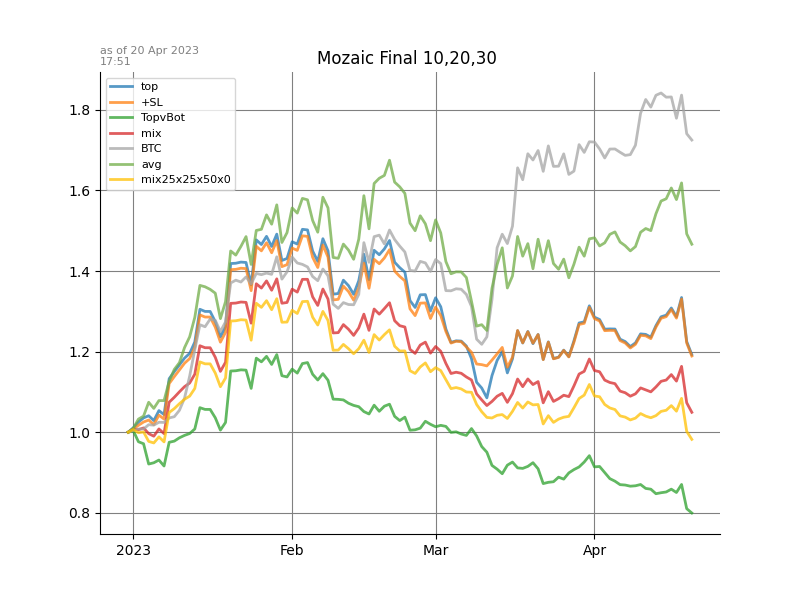 as of 20 Apr 2023
17:51
Mozaic Final 10,20,30
top
+SL
TopvBot
mix
BTC
avg
mix25x25x50x0
1.8
1.6
1.4
1.2
1.0
0.8
2023
Feb
Mar
Apr